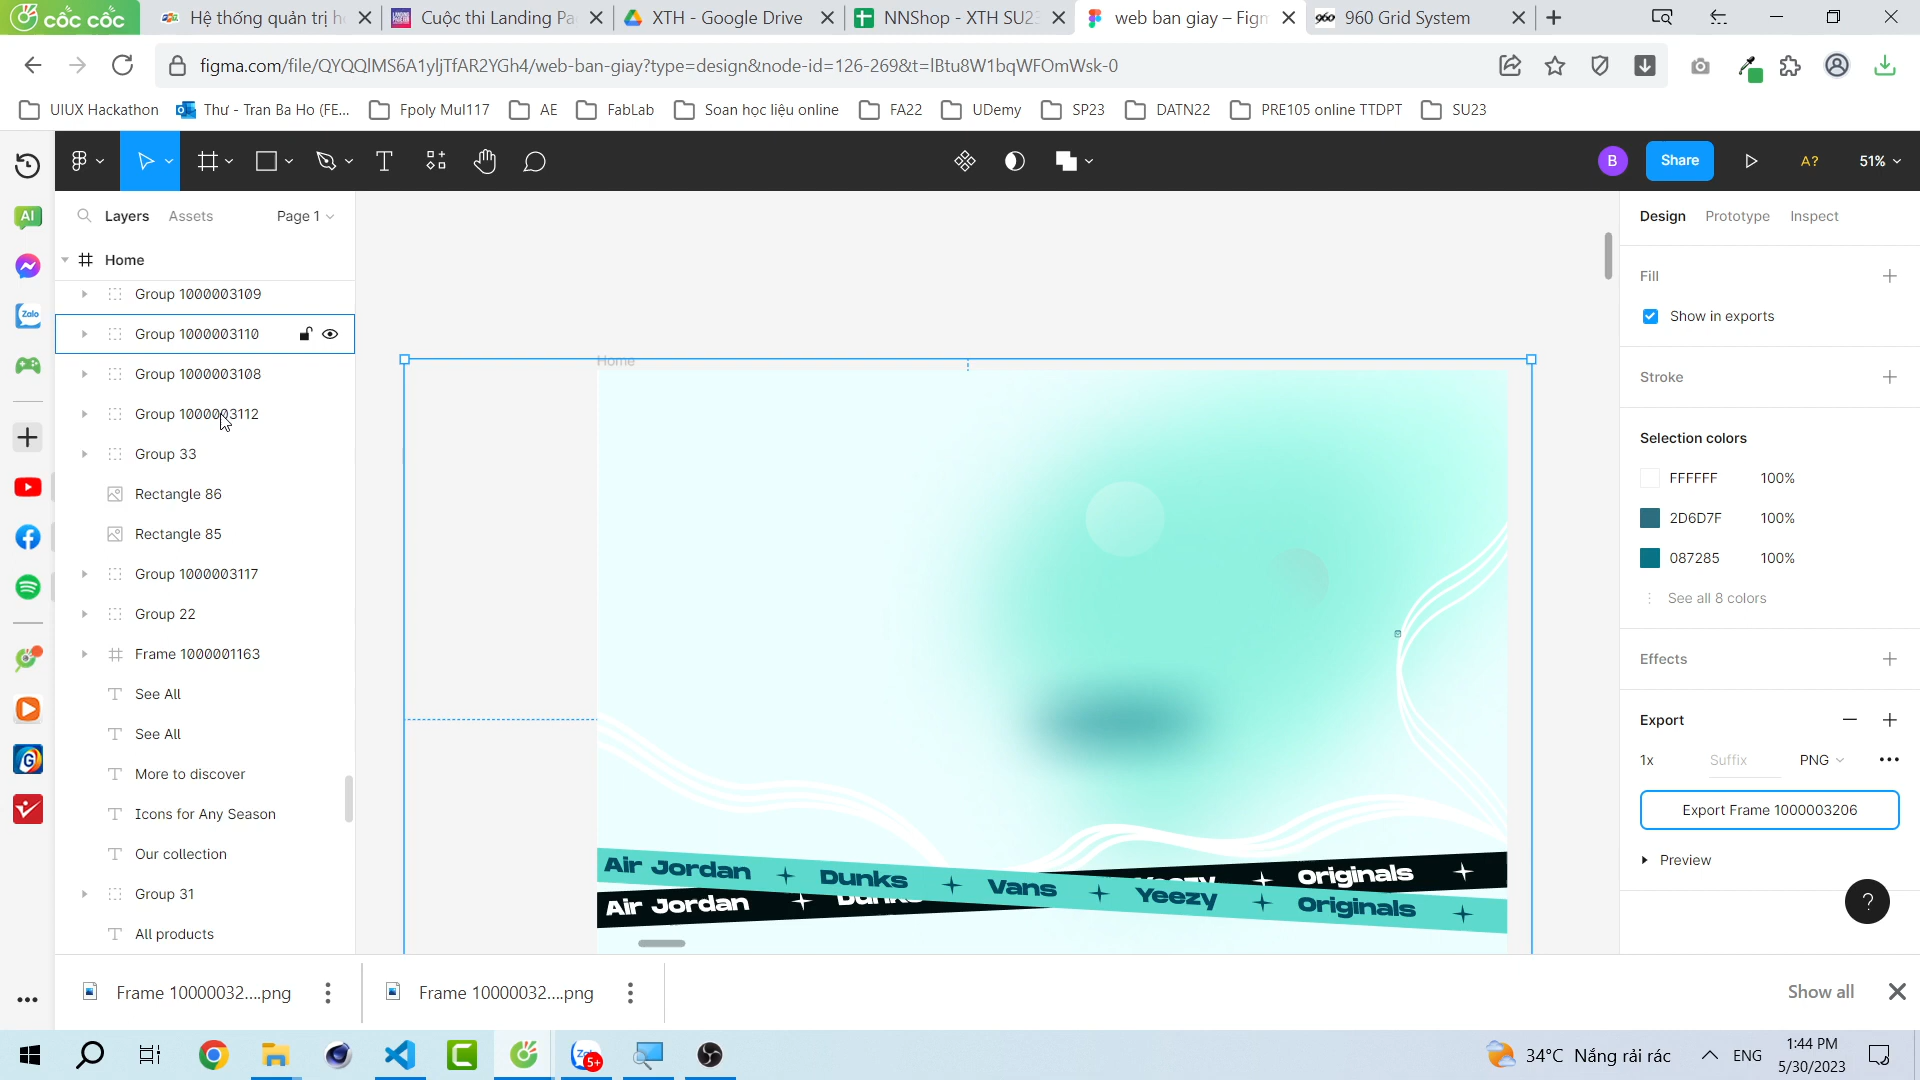 cốc cốc
Hệ thống quản trị h
Cuộc thi Landing Pa
XTH - Google Drive
NNShop - XTH SU23
web ban giay – Figm
960 Grid System
figma.com/file/QYQQIMS6A1yljTfAR2YGh4/web-ban-giay?type=design&node-id=126-269&t=IBtu8W1bqWFOmWsk-0
UIUX Hackathon
Thư - Tran Ba Ho (FE...
Fpoly Mul117
AE
FabLab
Soan học liệu online
FA22
UDemy
SP23
DATN22
PRE105 online TTDPT
SU23
B
Share
A?
51%
AI
Zalo
Layers
Assets
Page 1
Home
Group 1000003109
Group 1000003110
Group 1000003108
Group 1000003112
Group 33
Rectangle 86
Rectangle 85
Group 1000003117
Group 22
Frame 1000001163
See All
See All
More to discover
Icons for Any Season
Our collection
Group 31
All products
Home
Air Jordan
Dunks
Vans
Yeezy
Originals
Air Jordan
Dunks
Yeezy
Originals
Design
Prototype
Inspect
Fill
Show in exports
Stroke
Selection colors
FFFFFF 100%
2D6D7F 100%
087285 100%
See all 8 colors
Effects
Export
1x
Suffix
PNG
Export Frame 1000003206
Preview
?
Frame 10000032....png
Frame 10000032....png
Show all
5+
34°C Nắng rải rác
ENG
1:44 PM
5/30/2023